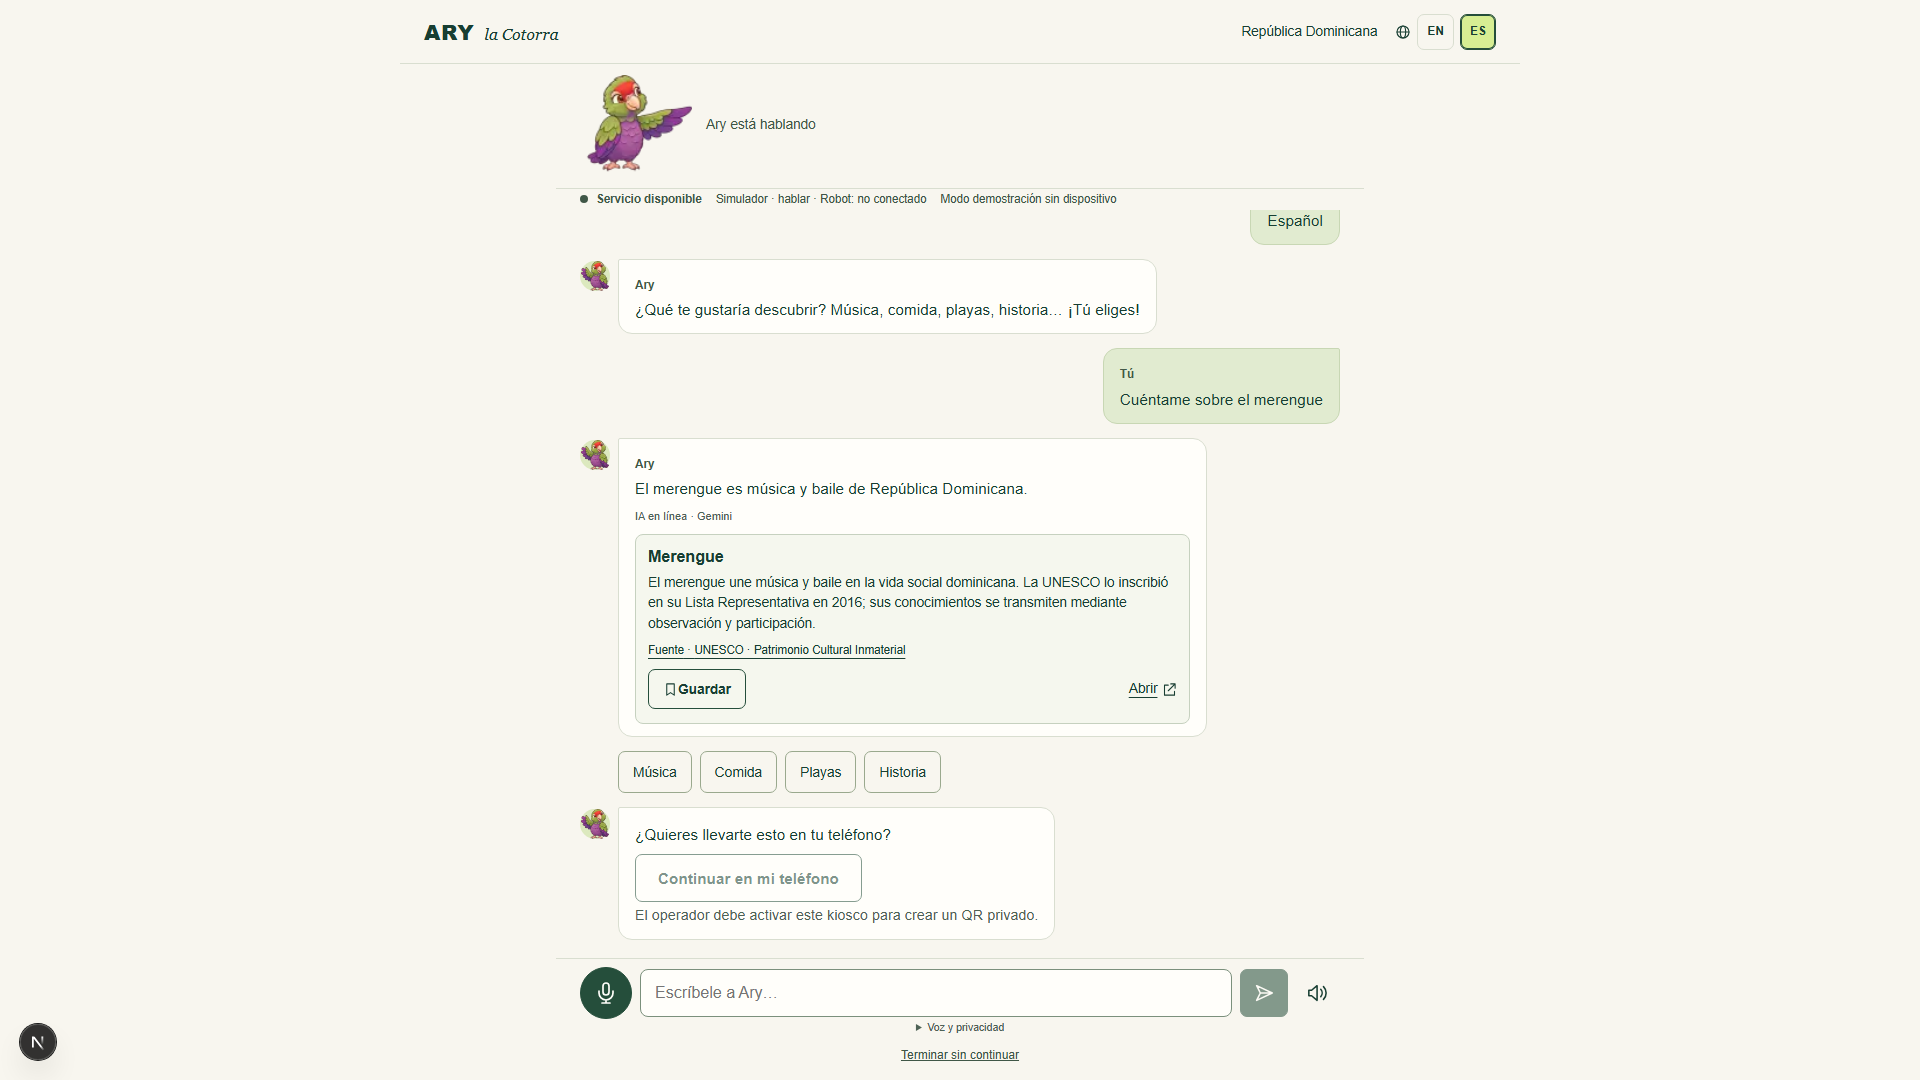 ARY la Cotorra
República Dominicana
EN
ES
Ary está hablando
Servicio disponible Simulador · hablar · Robot: no conectado Modo demostración sin dispositivo
Español
Ary
¿Qué te gustaría descubrir? Música, comida, playas, historia... ¡Tú eliges!
Tú
Cuéntame sobre el merengue
Ary
El merengue es música y baile de República Dominicana.
IA en línea · Gemini
Merengue
El merengue une música y baile en la vida social dominicana. La UNESCO lo inscribió
en su Lista Representativa en 2016; sus conocimientos se transmiten mediante
observación y participación.
Fuente · UNESCO · Patrimonio Cultural Inmaterial
Guardar
Abrir
Música
Comida
Playas
Historia
¿Quieres llevarte esto en tu teléfono?
Continuar en mi teléfono
El operador debe activar este kiosco para crear un QR privado.
Escríbele a Ary...
Voz y privacidad
N
Terminar sin continuar